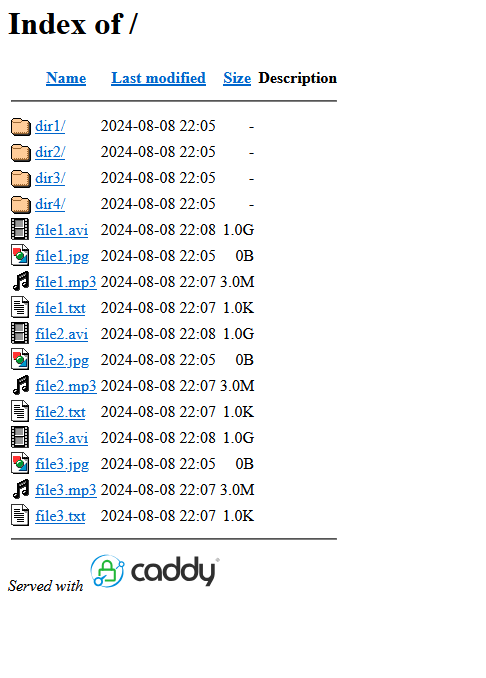 Index of /
Name Last modified Size Description
dir1/ 2024-08-08 22:05 -
dir2/ 2024-08-08 22:05 -
dir3/ 2024-08-08 22:05 -
dir4/ 2024-08-08 22:05 -
file1.avi 2024-08-08 22:08 1.0G
file1.jpg 2024-08-08 22:05 0B
file1.mp3 2024-08-08 22:07 3.0M
file1.txt 2024-08-08 22:07 1.0K
file2.avi 2024-08-08 22:08 1.0G
file2.jpg 2024-08-08 22:05 0B
file2.mp3 2024-08-08 22:07 3.0M
file2.txt 2024-08-08 22:07 1.0K
file3.avi 2024-08-08 22:08 1.0G
file3.jpg 2024-08-08 22:05 0B
file3.mp3 2024-08-08 22:07 3.0M
file3.txt 2024-08-08 22:07 1.0K
Served with caddy